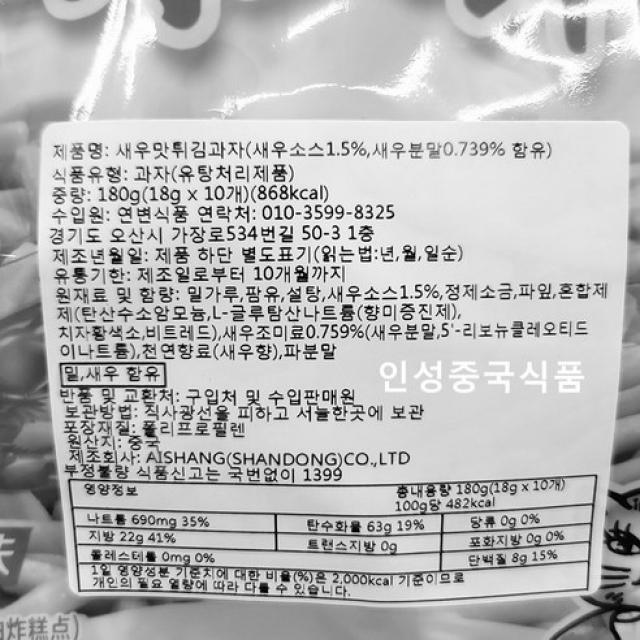 제품명: 새우맛튀김과자(새우소스1.5%,새우분말0.739% 함유)
식품유형: 과자(유탕처리제품)
중량: 180g(18g x 10개)(868kcal)
수입원: 연변식품 연락처: 010-3599-8325
경기도 오산시 가장로534번길 50-3 1층
제조년월일: 제품 하단 별도표기(읽는법:년,월,일순)
유통기한: 제조일로부터 10개월까지
원재료 및 함량: 밀가루,팜유,설탕,새우소스1.5%,정제소금,파잎,혼합제
제(탄산수소암모늄,L-글루탐산나트륨(향미증진제),
치자황색소,비트레드),새우조미료0.759%(새우분말,5'-리보뉴클레오티드
이나트륨),천연향료(새우향),파분말
밀,새우 함유
인성중국식품
반품 및 교환처: 구입처 및 수입판매원
보관방법: 직사광선을 피하고 서늘한곳에 보관
포장재질: 폴리프로필렌
원산지: 중국
제조회사: AISHANG(SHANDONG)CO.,LTD
부정불량 식품신고는 국번없이 1399
영양정보 총내용량 180g(18g x 10개)
100g당 482kcal
나트륨 690mg 35% 탄수화물 63g 19% 당류 0g 0%
지방 22g 41% 트랜스지방 0g 포화지방 0g 0%
콜레스테롤 0mg 0% 단백질 8g 15%
1일 영양성분 기준치에 대한 비율(%)은 2,000kcal 기준이므로
개인의 필요 열량에 따라 다를 수 있습니다.
味
油炸糕点)